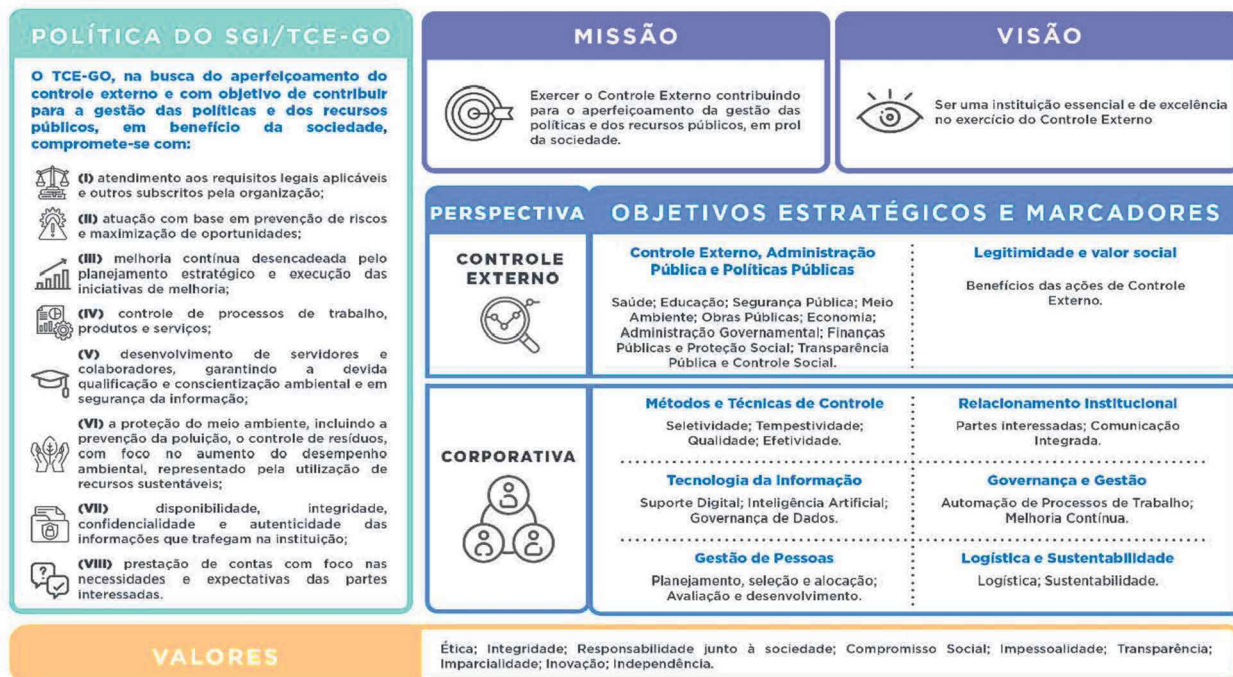 POLÍTICA DO SGI/TCE-GO
O TCE-GO, na busca do aperfeiçoamento do
controle externo e com objetivo de contribuir
para a gestão das políticas e dos recursos
públicos, em benefício da sociedade,
compromete-se com:
(I) atendimento aos requisitos legais aplicáveis
e outros subscritos pela organização;
(II) atuação com base em prevenção de riscos
e maximização de oportunidades;
(III) melhoria contínua desencadeada pelo
planejamento estratégico e execução das
iniciativas de melhoria;
(IV) controle de processos de trabalho,
produtos e serviços;
(V) desenvolvimento de servidores e
colaboradores, garantindo a devida
qualificação e conscientização ambiental e em
segurança da informação;
(VI) a proteção do meio ambiente, incluindo a
prevenção da poluição, o controle de resíduos,
com foco no aumento do desempenho
ambiental, representado pela utilização de
recursos sustentáveis;
(VII) disponibilidade, integridade,
confidencialidade e autenticidade das
informações que trafegam na instituição;
(VIII) prestação de contas com foco nas
necessidades e expectativas das partes
interessadas.
MISSÃO
Exercer o Controle Externo contribuindo
para o aperfeiçoamento da gestão das
políticas e dos recursos públicos, em prol
da sociedade.
VISÃO
Ser uma instituição essencial e de excelência
no exercício do Controle Externo
PERSPECTIVA
OBJETIVOS ESTRATÉGICOS E MARCADORES
CONTROLE
EXTERNO
Controle Externo, Administração
Pública e Políticas Públicas
Saúde; Educação; Segurança Pública; Meio
Ambiente; Obras Públicas; Economia;
Administração Governamental; Finanças
Públicas e Proteção Social; Transparência
Pública e Controle Social.
Legitimidade e valor social
Benefícios das ações de Controle
Externo.
CORPORATIVA
Métodos e Técnicas de Controle
Seletividade; Tempestividade;
Qualidade; Efetividade.
Relacionamento Institucional
Partes interessadas; Comunicação
Integrada.
Tecnologia da Informação
Suporte Digital; Inteligência Artificial;
Governança de Dados.
Governança e Gestão
Automação de Processos de Trabalho;
Melhoria Contínua.
Gestão de Pessoas
Planejamento, seleção e alocação;
Avaliação e desenvolvimento.
Logística e Sustentabilidade
Logística; Sustentabilidade.
VALORES
Ética; Integridade; Responsabilidade junto à sociedade; Compromisso Social; Impessoalidade; Transparência;
Imparcialidade; Inovação; Independência.